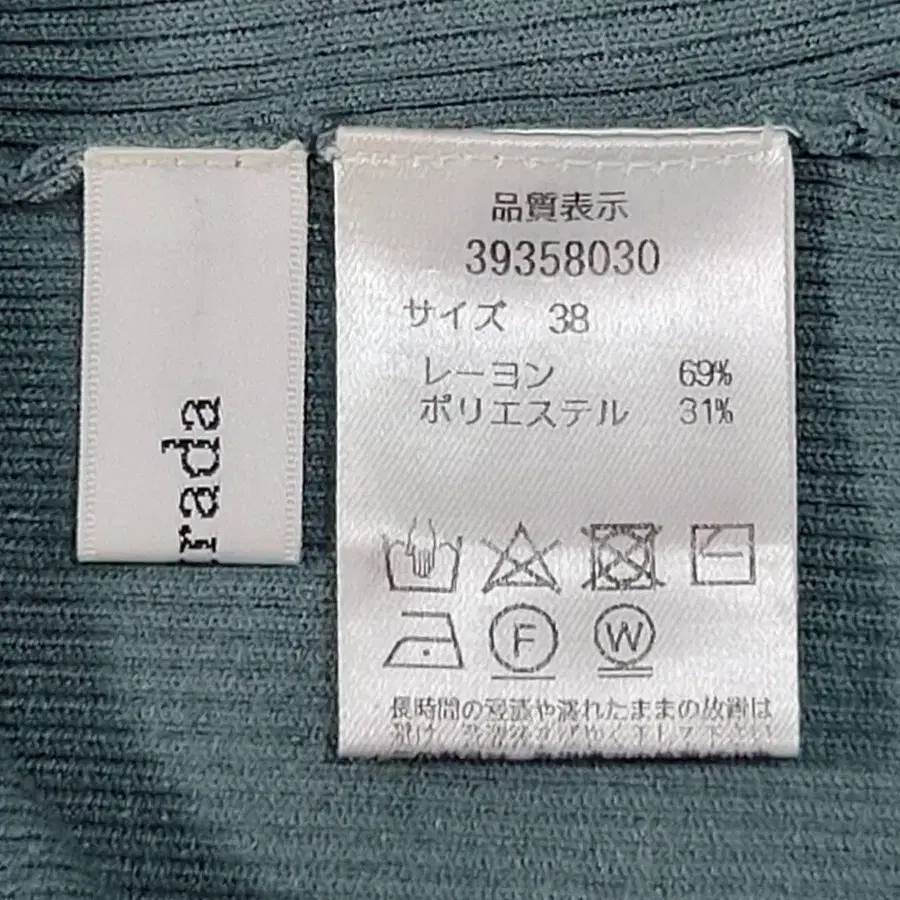 rada
品質表示
39358030
サイズ 38
レーヨン 69%
ポリエステル 31%
F
W
長時間の浸漬や濡れたままの放置は